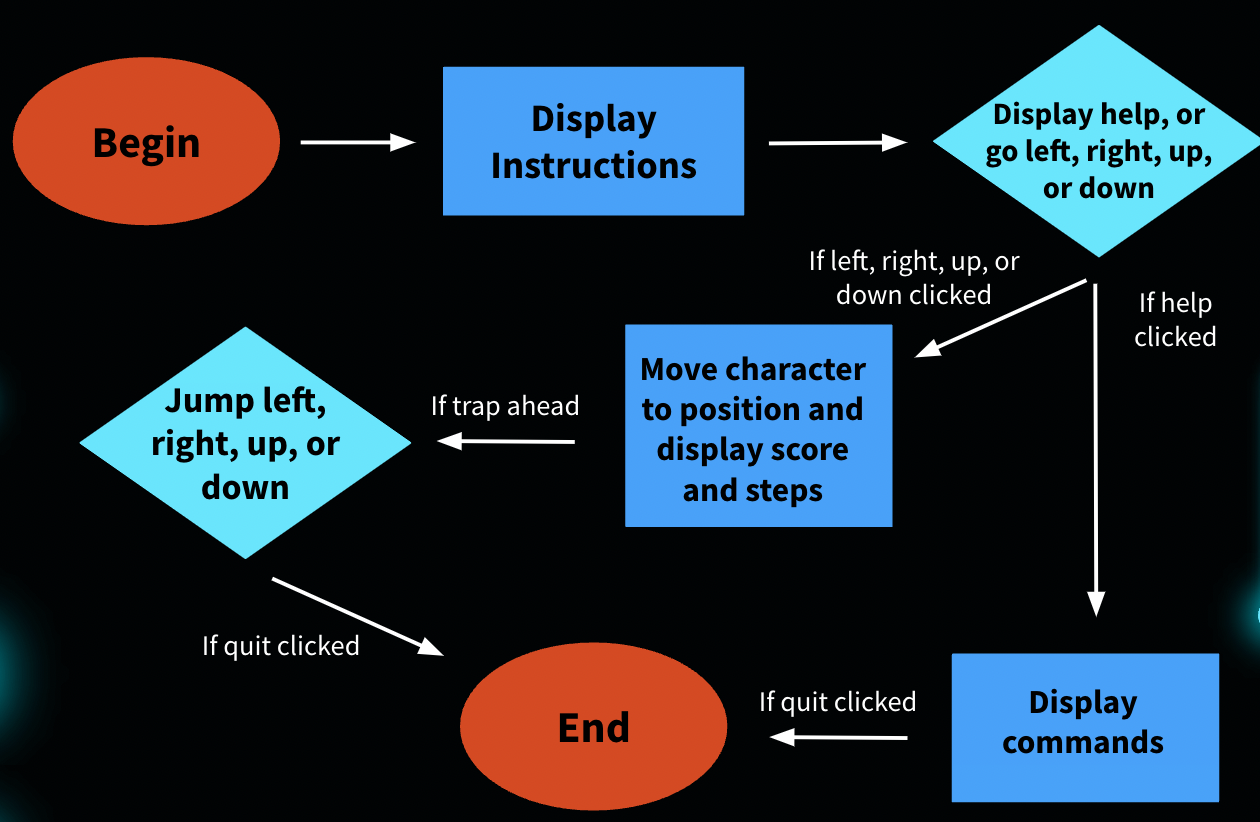 Begin
Display
Instructions
Display help, or
go left, right, up,
or down
If left, right, up, or
down clicked
If help
clicked
Move character
to position and
display score
and steps
If trap ahead
Jump left,
right, up, or
down
If quit clicked
End
If quit clicked
Display
commands